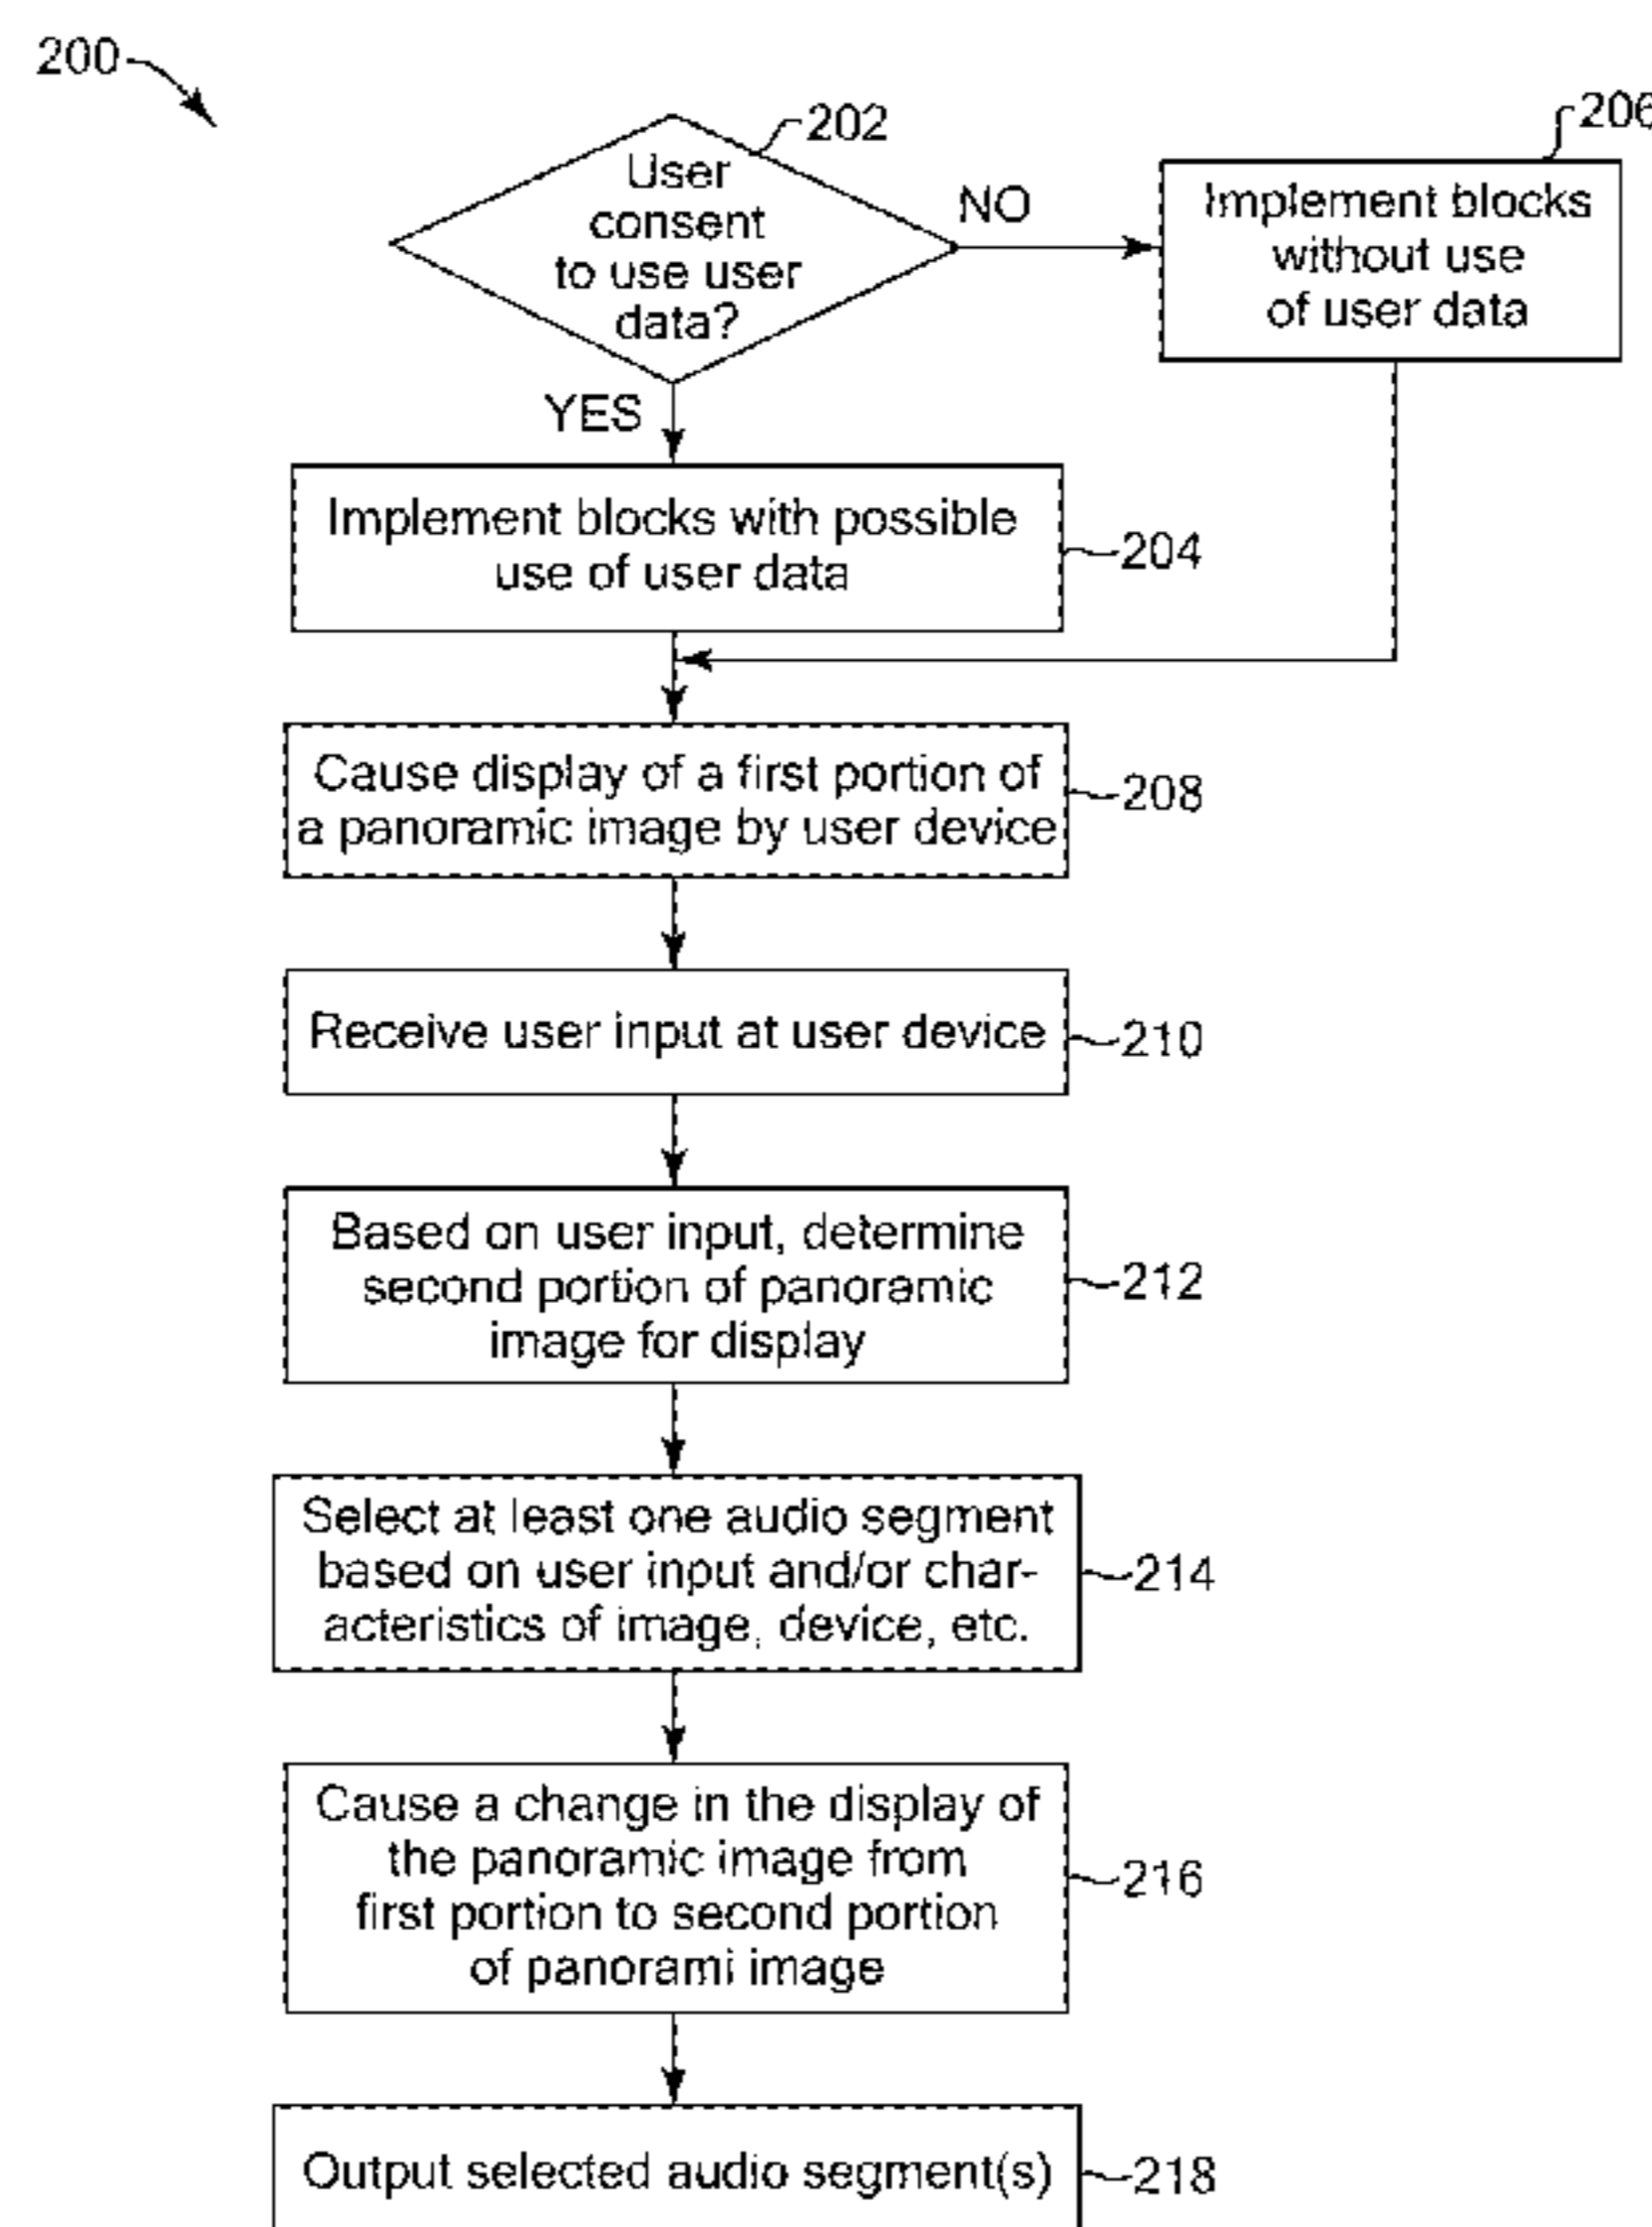 200
202
User
consent
to use user
data?
NO
206
Implement blocks
without use
of user data
YES
Implement blocks with possible
use of user data
204
Cause display of a first portion of
a panoramic image by user device
208
Receive user input at user device
210
Based on user input, determine
second portion of panoramic
image for display
212
Select at least one audio segment
based on user input and/or char-
acteristics of image, device, etc.
214
Cause a change in the display of
the panoramic image from
first portion to second portion
of panorami image
216
Output selected audio segment(s)
218